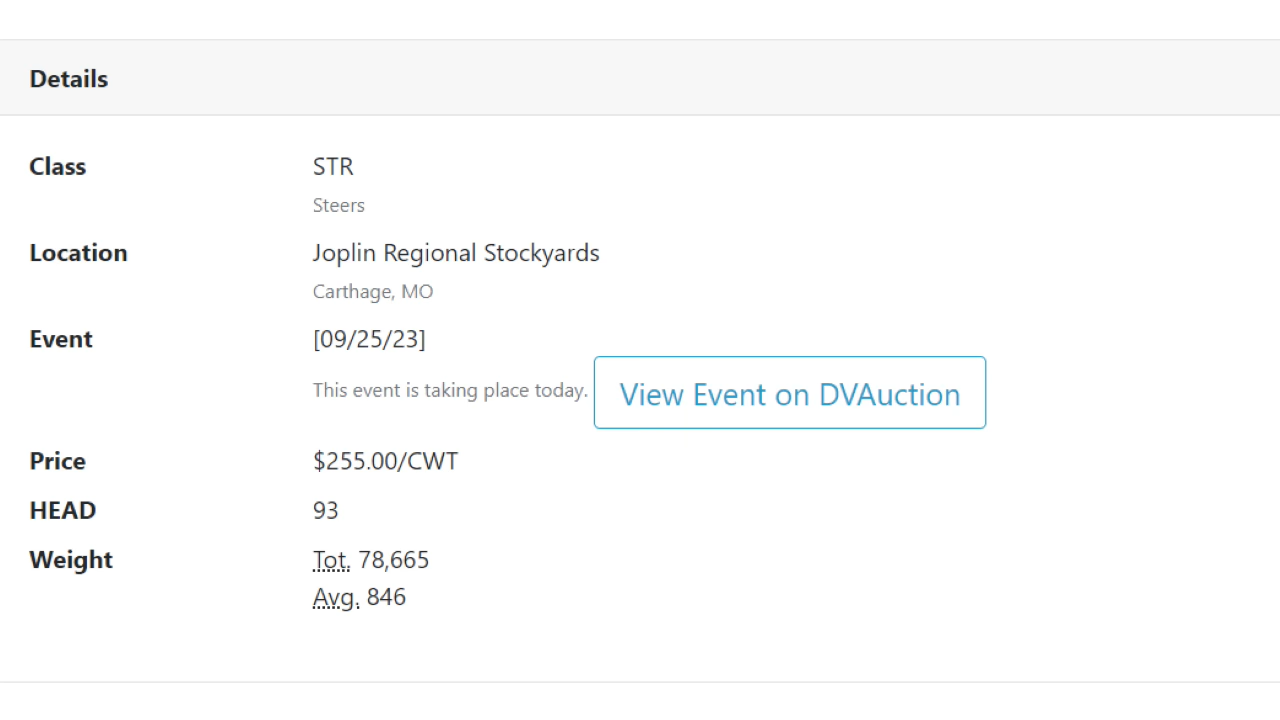 Details
Class STR
Steers
Location Joplin Regional Stockyards
Carthage, MO
Event [09/25/23]
This event is taking place today. View Event on DVAuction
Price $255.00/CWT
HEAD 93
Weight Tot. 78,665
Avg. 846